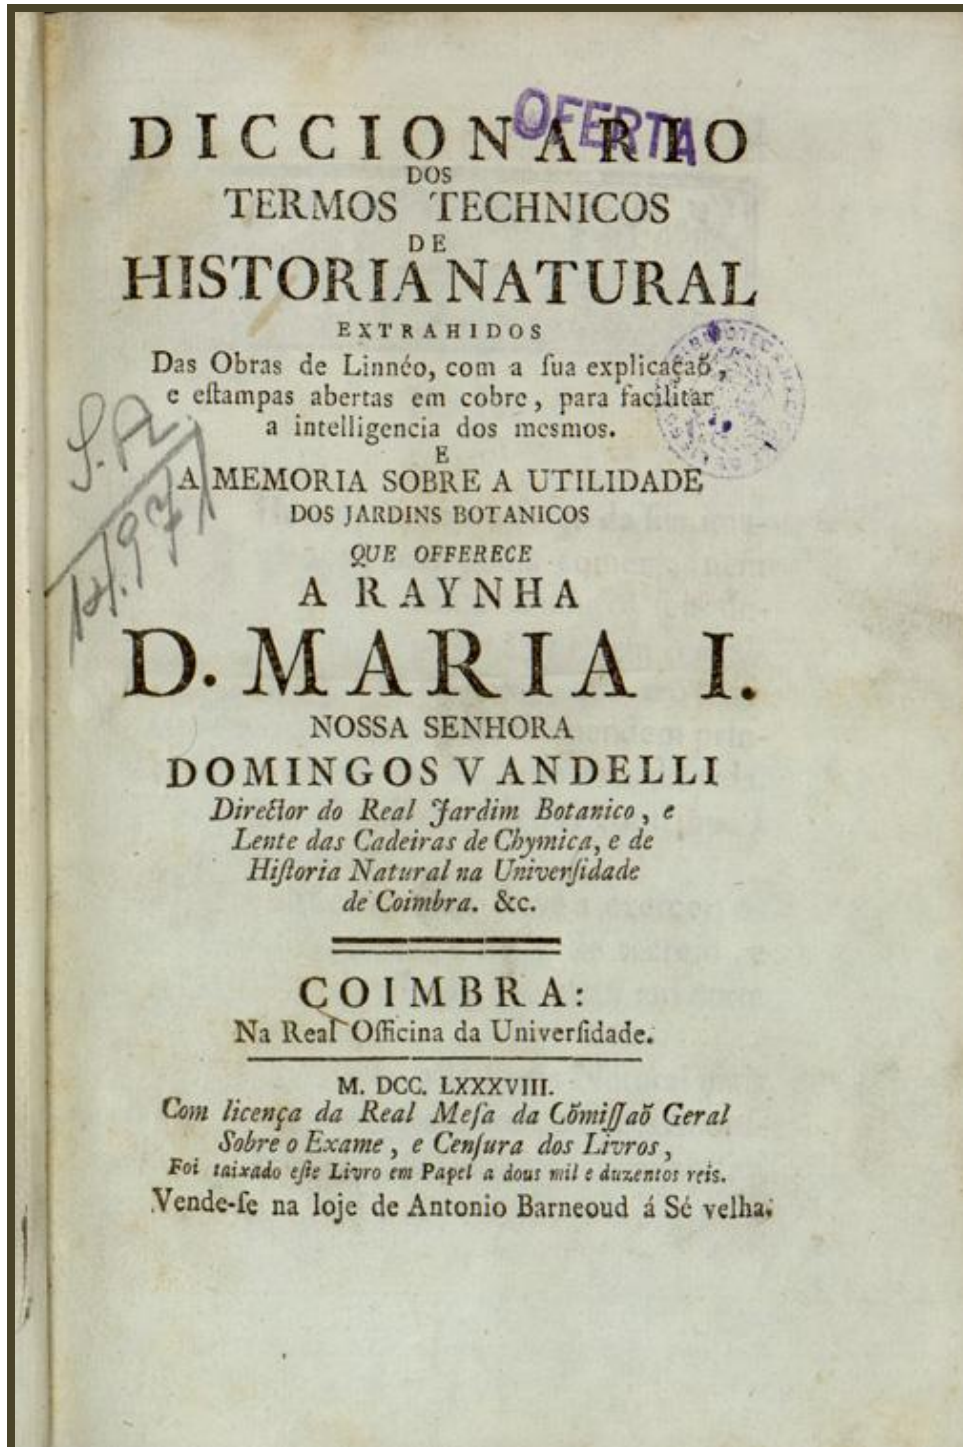 OFERTA
DICCIONARIO
DOS
TERMOS TECHNICOS
DE
HISTORIA NATURAL
EXTRAHIDOS
Das Obras de Linnéo, com a ſua explicaçaõ,
e eſtampas abertas em cobre, para facilitar
a intelligencia dos mesmos.
E
A MEMORIA SOBRE A UTILIDADE
DOS JARDINS BOTANICOS
QUE OFFERECE
A RAYNHA
D. MARIA I.
NOSSA SENHORA
DOMINGOS VANDELLI
Director do Real Jardim Botanico, e
Lente das Cadeiras de Chymica, e de
Hiſtoria Natural na Univerſidade
de Coimbra. &c.
COIMBRA:
Na Real Officina da Univerſidade.
M. DCC. LXXXVIII.
Com licença da Real Meſa da Cõmiſſaõ Geral
Sobre o Exame, e Cenſura dos Livros,
Foi taixado eſte Livro em Papel a dous mil e duzentos reis.
Vende-ſe na loje de Antonio Barneoud á Sé velha.